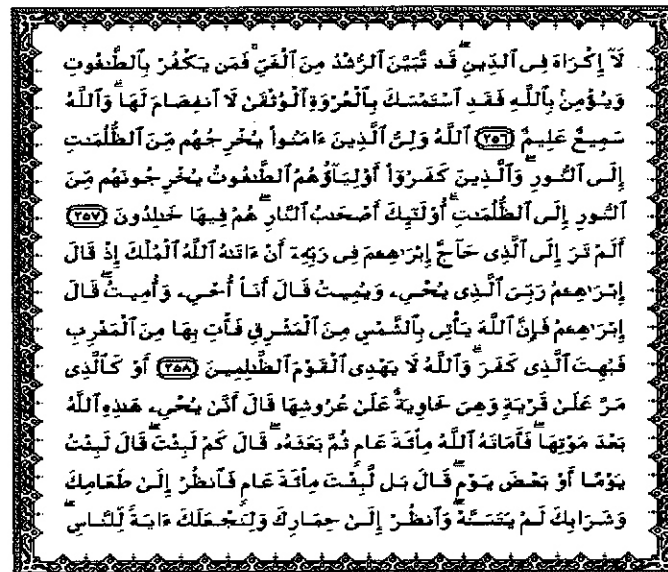 لَآ إِكْرَاهَ فِى ٱلدِّينِۖ قَد تَّبَيَّنَ ٱلرُّشْدُ مِنَ ٱلْغَىِّۚ فَمَن يَكْفُرْ بِٱلطَّٰغُوتِ
وَيُؤْمِنۢ بِٱللَّهِ فَقَدِ ٱسْتَمْسَكَ بِٱلْعُرْوَةِ ٱلْوُثْقَىٰ لَا ٱنفِصَامَ لَهَاۗ وَٱللَّهُ
سَمِيعٌ عَلِيمٌ ٢٥٦ ٱللَّهُ وَلِىُّ ٱلَّذِينَ ءَامَنُوا۟ يُخْرِجُهُم مِّنَ ٱلظُّلُمَٰتِ
إِلَى ٱلنُّورِۖ وَٱلَّذِينَ كَفَرُوٓا۟ أَوْلِيَآؤُهُمُ ٱلطَّٰغُوتُ يُخْرِجُونَهُم مِّنَ
ٱلنُّورِ إِلَى ٱلظُّلُمَٰتِۗ أُو۟لَٰٓئِكَ أَصْحَٰبُ ٱلنَّارِۖ هُمْ فِيهَا خَٰلِدُونَ ٢٥٧
أَلَمْ تَرَ إِلَى ٱلَّذِى حَآجَّ إِبْرَٰهِۦمَ فِى رَبِّهِۦٓ أَنْ ءَاتَىٰهُ ٱللَّهُ ٱلْمُلْكَ إِذْ قَالَ
إِبْرَٰهِۦمُ رَبِّىَ ٱلَّذِى يُحْىِۦ وَيُمِيتُ قَالَ أَنَا۠ أُحْىِۦ وَأُمِيتُۖ قَالَ
إِبْرَٰهِۦمُ فَإِنَّ ٱللَّهَ يَأْتِى بِٱلشَّمْسِ مِنَ ٱلْمَشْرِقِ فَأْتِ بِهَا مِنَ ٱلْمَغْرِبِ
فَبُهِتَ ٱلَّذِى كَفَرَۗ وَٱللَّهُ لَا يَهْدِى ٱلْقَوْمَ ٱلظَّٰلِمِينَ ٢٥٨ أَوْ كَٱلَّذِى
مَرَّ عَلَىٰ قَرْيَةٍ وَهِىَ خَاوِيَةٌ عَلَىٰ عُرُوشِهَا قَالَ أَنَّىٰ يُحْىِۦ هَٰذِهِ ٱللَّهُ
بَعْدَ مَوْتِهَاۖ فَأَمَاتَهُ ٱللَّهُ مِا۟ئَةَ عَامٍ ثُمَّ بَعَثَهُۥۖ قَالَ كَمْ لَبِثْتَۖ قَالَ لَبِثْتُ
يَوْمًا أَوْ بَعْضَ يَوْمٍۖ قَالَ بَل لَّبِثْتَ مِا۟ئَةَ عَامٍ فَٱنظُرْ إِلَىٰ طَعَامِكَ
وَشَرَابِكَ لَمْ يَتَسَنَّهْۖ وَٱنظُرْ إِلَىٰ حِمَارِكَ وَلِنَجْعَلَكَ ءَايَةً لِّلنَّاسِۖ